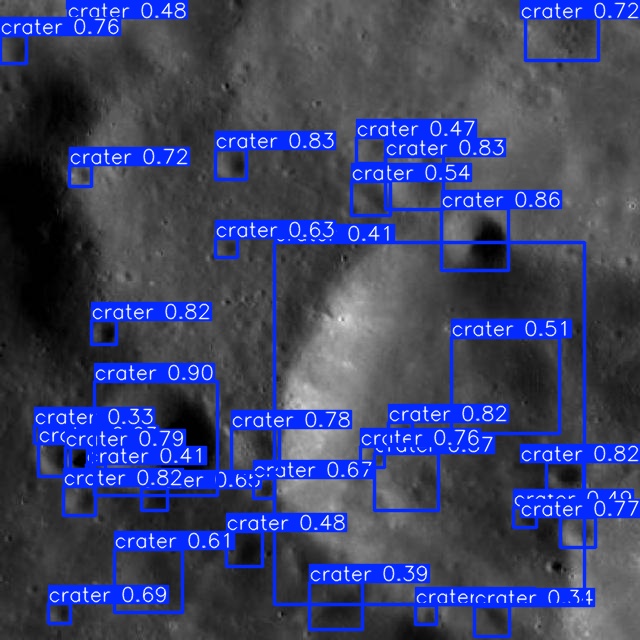 crater 0.48
crater 0.72
crater 0.76
crater 0.47
crater 0.83
crater 0.83
crater 0.72
crater 0.54
crater 0.86
crater 0.63
0.41
crater 0.82
crater 0.51
crater 0.90
crater 0.33
crater 0.78
crater 0.82
crater 0.79
crater 0.76
crater 0.41
crater 0.82
crater 0.67
crater 0.82
crater 0.77
crater 0.48
crater 0.61
crater 0.39
crater 0.69
crater
crater 0.34